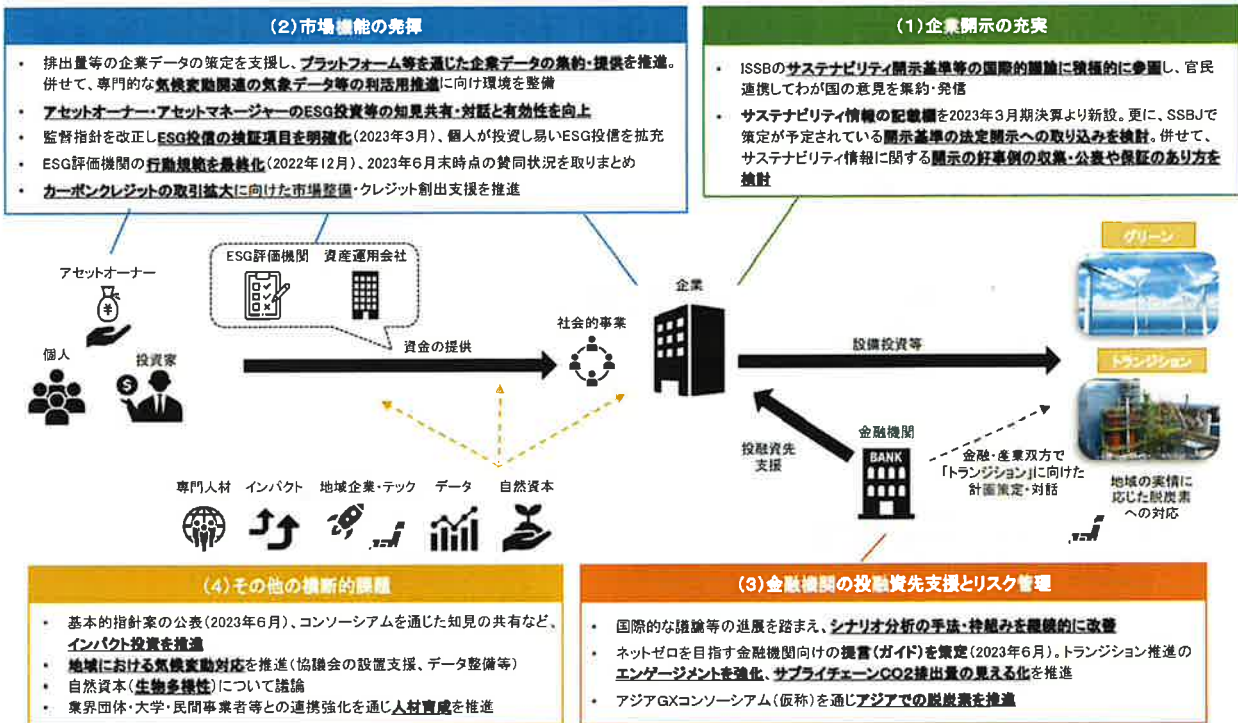 (2)市場機能の発揮
• 排出量等の企業データの策定を支援し、プラットフォーム等を通じた企業データの集約・提供を推進。
併せて、専門的な気候変動関連の気象データ等の利活用推進に向け環境を整備
• アセットオーナー・アセットマネージャーのESG投資等の知見共有・対話と有効性を向上
• 監督指針を改正しESG投信の検証項目を明確化(2023年3月)、個人が投資し易いESG投信を拡充
• ESG評価機関の行動規範を最終化(2022年12月)、2023年6月末時点の賛同状況を取りまとめ
• カーボンクレジットの取引拡大に向けた市場整備・クレジット創出支援を推進
(1)企業開示の充実
• ISSBのサステナビリティ開示基準等の国際的議論に積極的に参画し、官民
連携してわが国の意見を集約・発信
• サステナビリティ情報の記載欄を2023年3月期決算より新設。更に、SSBJで
策定が予定されている開示基準の法定開示への取り込みを検討。併せて、
サステナビリティ情報に関する開示の好事例の収集・公表や保証のあり方を
検討
アセットオーナー
個人
投資家
ESG評価機関
資産運用会社
資金の提供
社会的事業
企業
設備投資等
グリーン
トランジション
投融資先
支援
金融機関
BANK
金融・産業双方で
「トランジション」に向けた
計画策定・対話
地域の実情に
応じた脱炭素
への対応
専門人材
インパクト
地域企業・テック
データ
自然資本
(4)その他の横断的課題
• 基本的指針案の公表(2023年6月)、コンソーシアムを通じた知見の共有など、
インパクト投資を推進
• 地域における気候変動対応を推進(協議会の設置支援、データ整備等)
• 自然資本(生物多様性)について議論
• 業界団体・大学・民間事業者等との連携強化を通じ人材育成を推進
(3)金融機関の投融資先支援とリスク管理
• 国際的な議論等の進展を踏まえ、シナリオ分析の手法・枠組みを継続的に改善
• ネットゼロを目指す金融機関向けの提言(ガイド)を策定(2023年6月)。トランジション推進の
エンゲージメントを強化、サプライチェーンCO2排出量の見える化を推進
• アジアGXコンソーシアム(仮称)を通じアジアでの脱炭素を推進